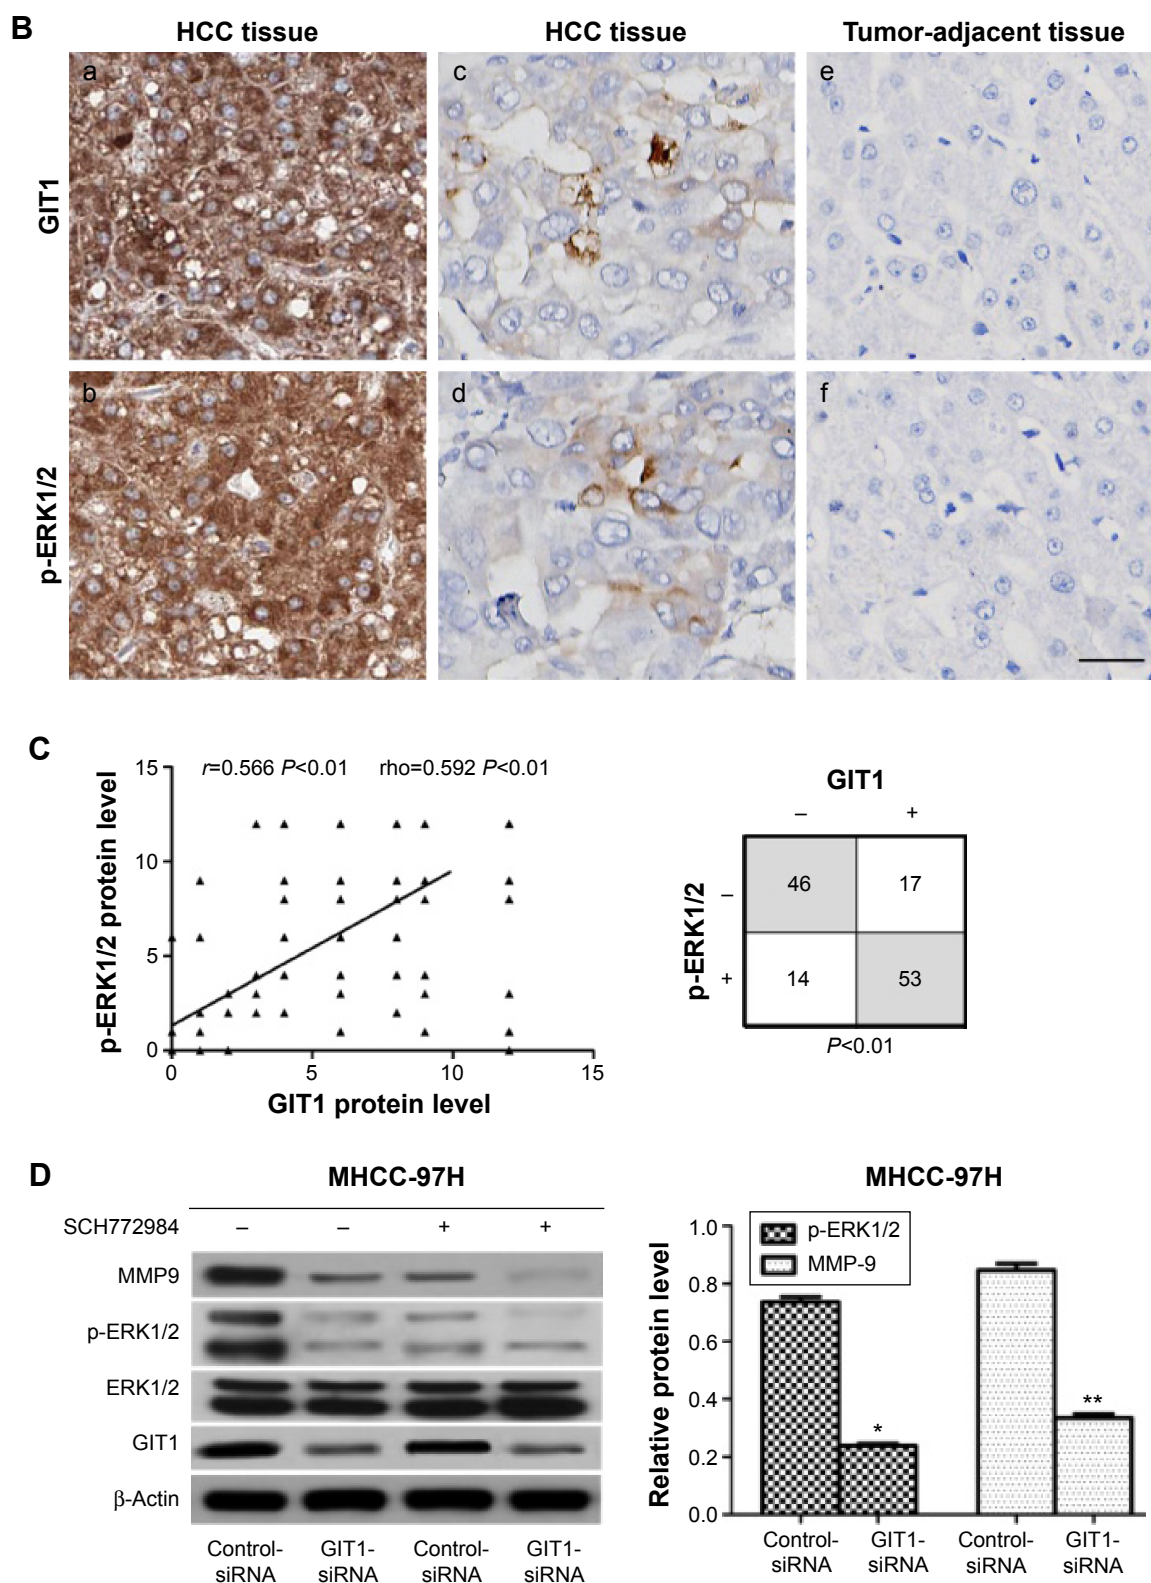 B
HCC tissue
HCC tissue
Tumor-adjacent tissue
GIT1
a
c
e
p-ERK1/2
b
d
f
C
r=0.566 P<0.01
rho=0.592 P<0.01
p-ERK1/2 protein level
15
10
5
0
0
5
10
15
GIT1 protein level
GIT1
– +
p-ERK1/2
– 46 17
+ 14 53
P<0.01
D
MHCC-97H
SCH772984 – – + +
MMP9
p-ERK1/2
ERK1/2
GIT1
β-Actin
Control-siRNA
GIT1-siRNA
Control-siRNA
GIT1-siRNA
MHCC-97H
p-ERK1/2
MMP-9
Relative protein level
1.0
0.8
0.6
0.4
0.2
0.0
*
**
Control-siRNA
GIT1-siRNA
Control-siRNA
GIT1-siRNA